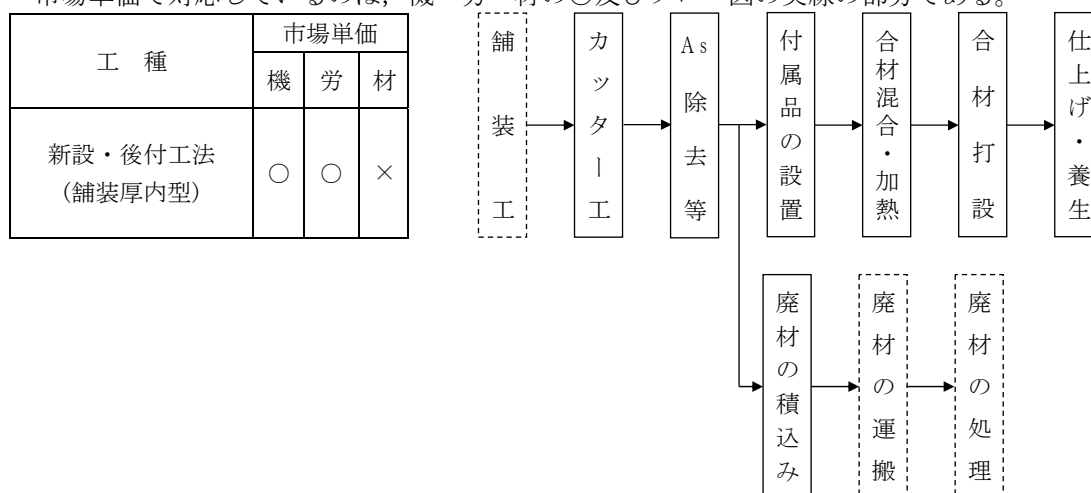 市場単価で対応しているのは，機・労・材の○及びフロー図の実線の部分である。
工　種
市場単価
機 労 材
新設・後付工法
(舗装厚内型)
○ ○ ×
舗装工
カッター工
As除去等
付属品の設置
合材混合・加熱
合材打設
仕上げ・養生
廃材の積込み
廃材の運搬
廃材の処理